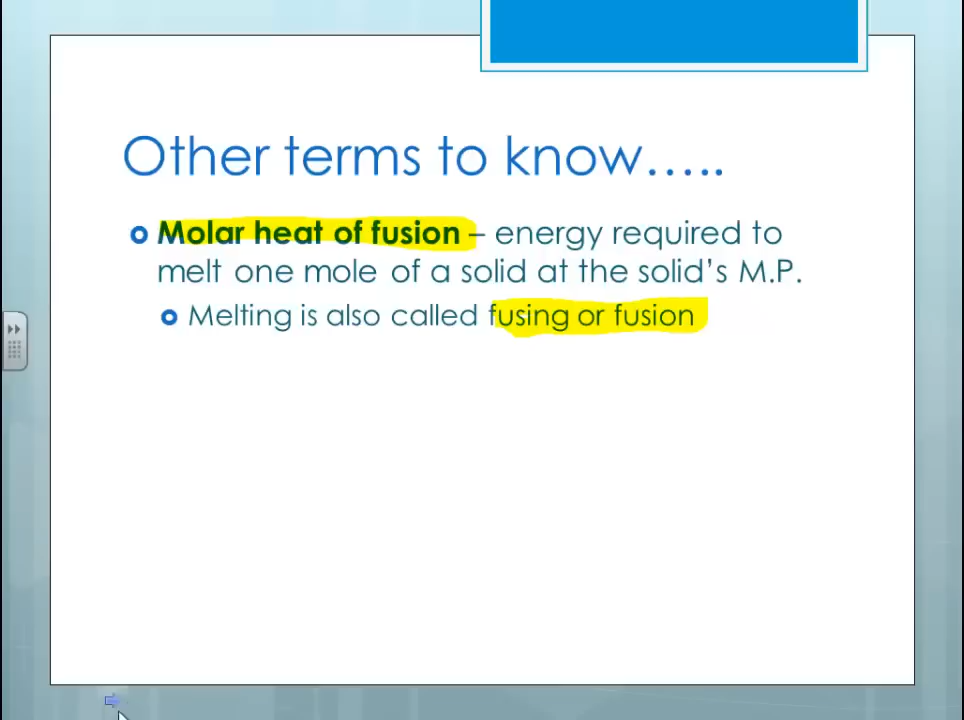 Other terms to know…..
Molar heat of fusion – energy required to
melt one mole of a solid at the solid's M.P.
Melting is also called fusing or fusion